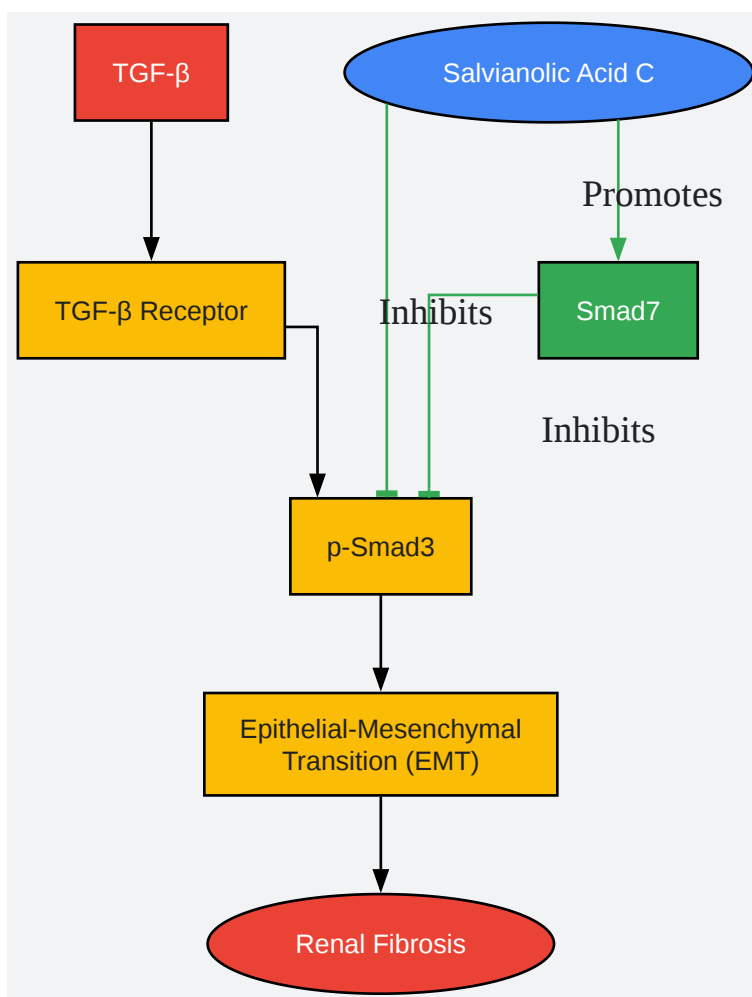 TGF-β
Salvianolic Acid C
Promotes
TGF-β Receptor
Inhibits
Smad7
Inhibits
p-Smad3
Epithelial-Mesenchymal
Transition (EMT)
Renal Fibrosis